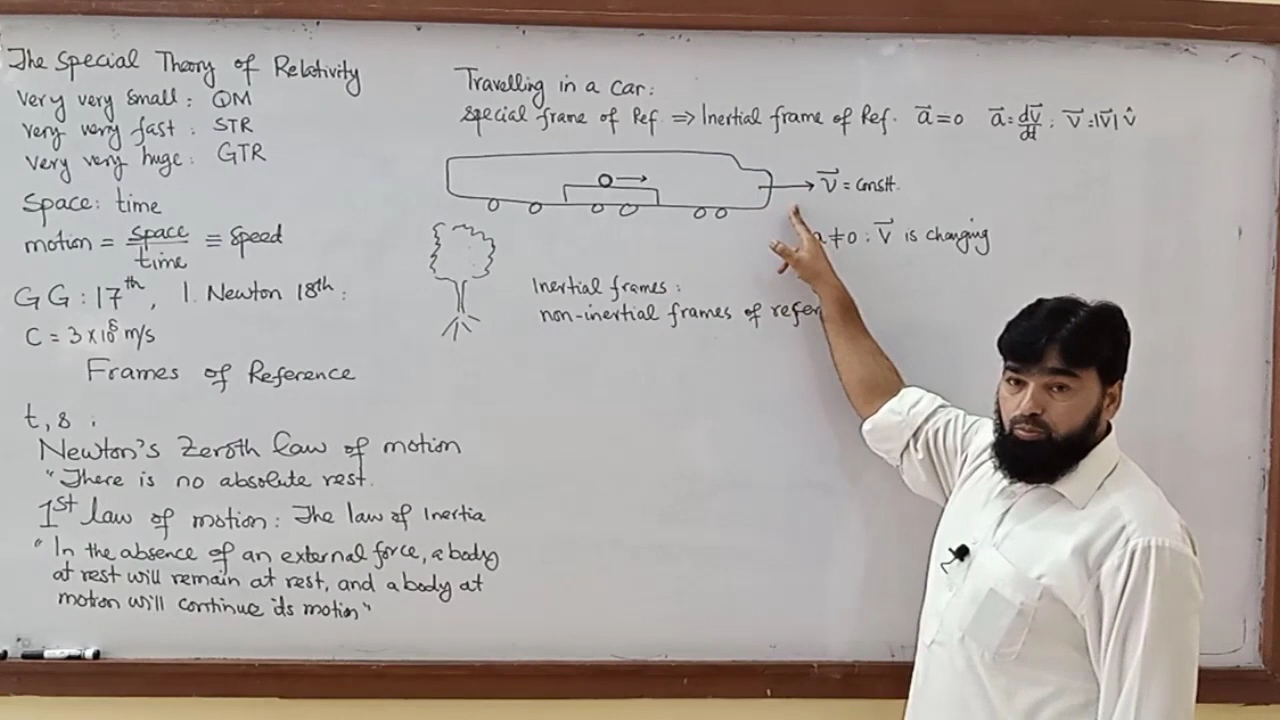 The Special Theory of Relativity
very very small : QM
very very fast : STR
very very huge : GTR
Space : time
motion = space/time ≡ speed
G G : 17th, I. Newton 18th :
C = 3×10⁸ m/s
Frames of Reference
t, s :
Newton's Zeroth law of motion
"There is no absolute rest.
1st law of motion : The law of Inertia
"In the absence of an external force, a body
at rest will remain at rest, and a body at
motion will continue its motion"
Travelling in a car :
special frame of Ref. ⇒ Inertial frame of Ref. a⃗ = 0 a⃗ = dv⃗/dt : v⃗ = |v⃗| v̂
v⃗ = Constt.
≠ 0 : v⃗ is changing
Inertial frames :
non-inertial frames of refer